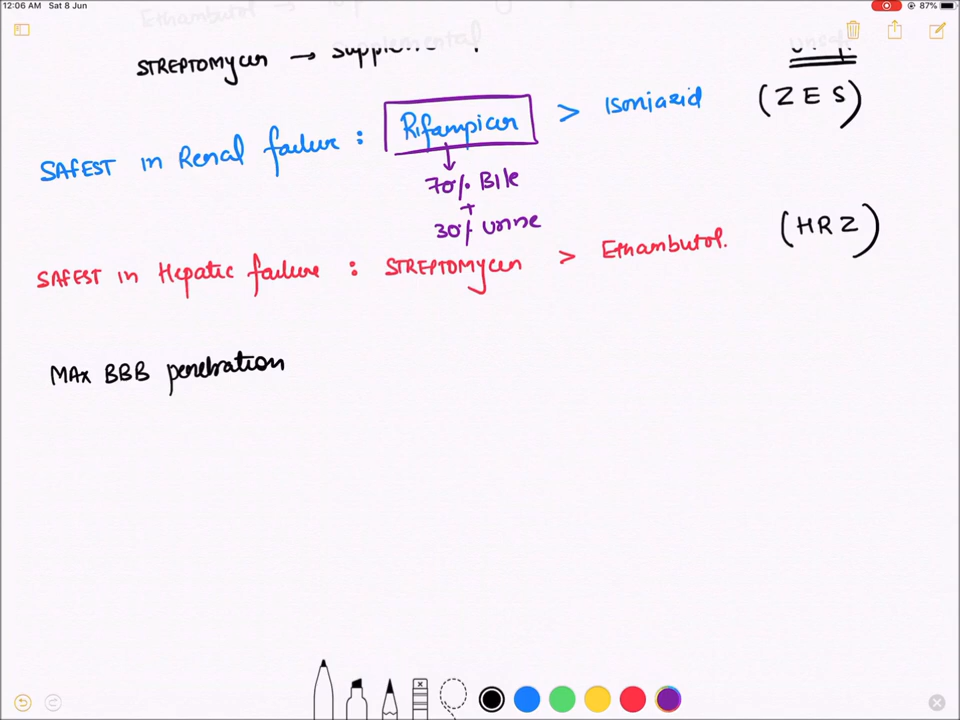 12:06 AM Sat 8 Jun 87%
Ethambutol
STREPTOMYCIN →
SAFEST in Renal failure : Rifampicin > Isoniazid (Z E S)
70% Bile
+
30% urine
SAFEST in Hepatic failure : STREPTOMYCIN > Ethambutol. (H R Z)
MAX BBB penetration